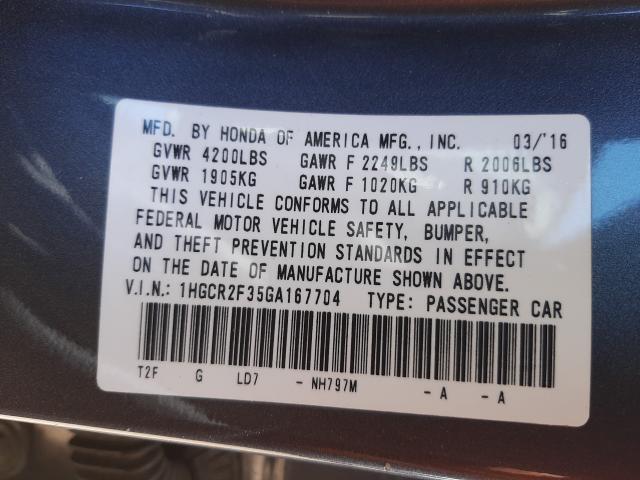 MFD. BY HONDA OF AMERICA MFG., INC. 03/'16
GVWR 4200LBS GAWR F 2249LBS R 2006LBS
GVWR 1905KG GAWR F 1020KG R 910KG
THIS VEHICLE CONFORMS TO ALL APPLICABLE
FEDERAL MOTOR VEHICLE SAFETY, BUMPER,
AND THEFT PREVENTION STANDARDS IN EFFECT
ON THE DATE OF MANUFACTURE SHOWN ABOVE.
V.I.N.: 1HGCR2F35GA167704 TYPE: PASSENGER CAR
T2F G LD7 - NH797M - A - A